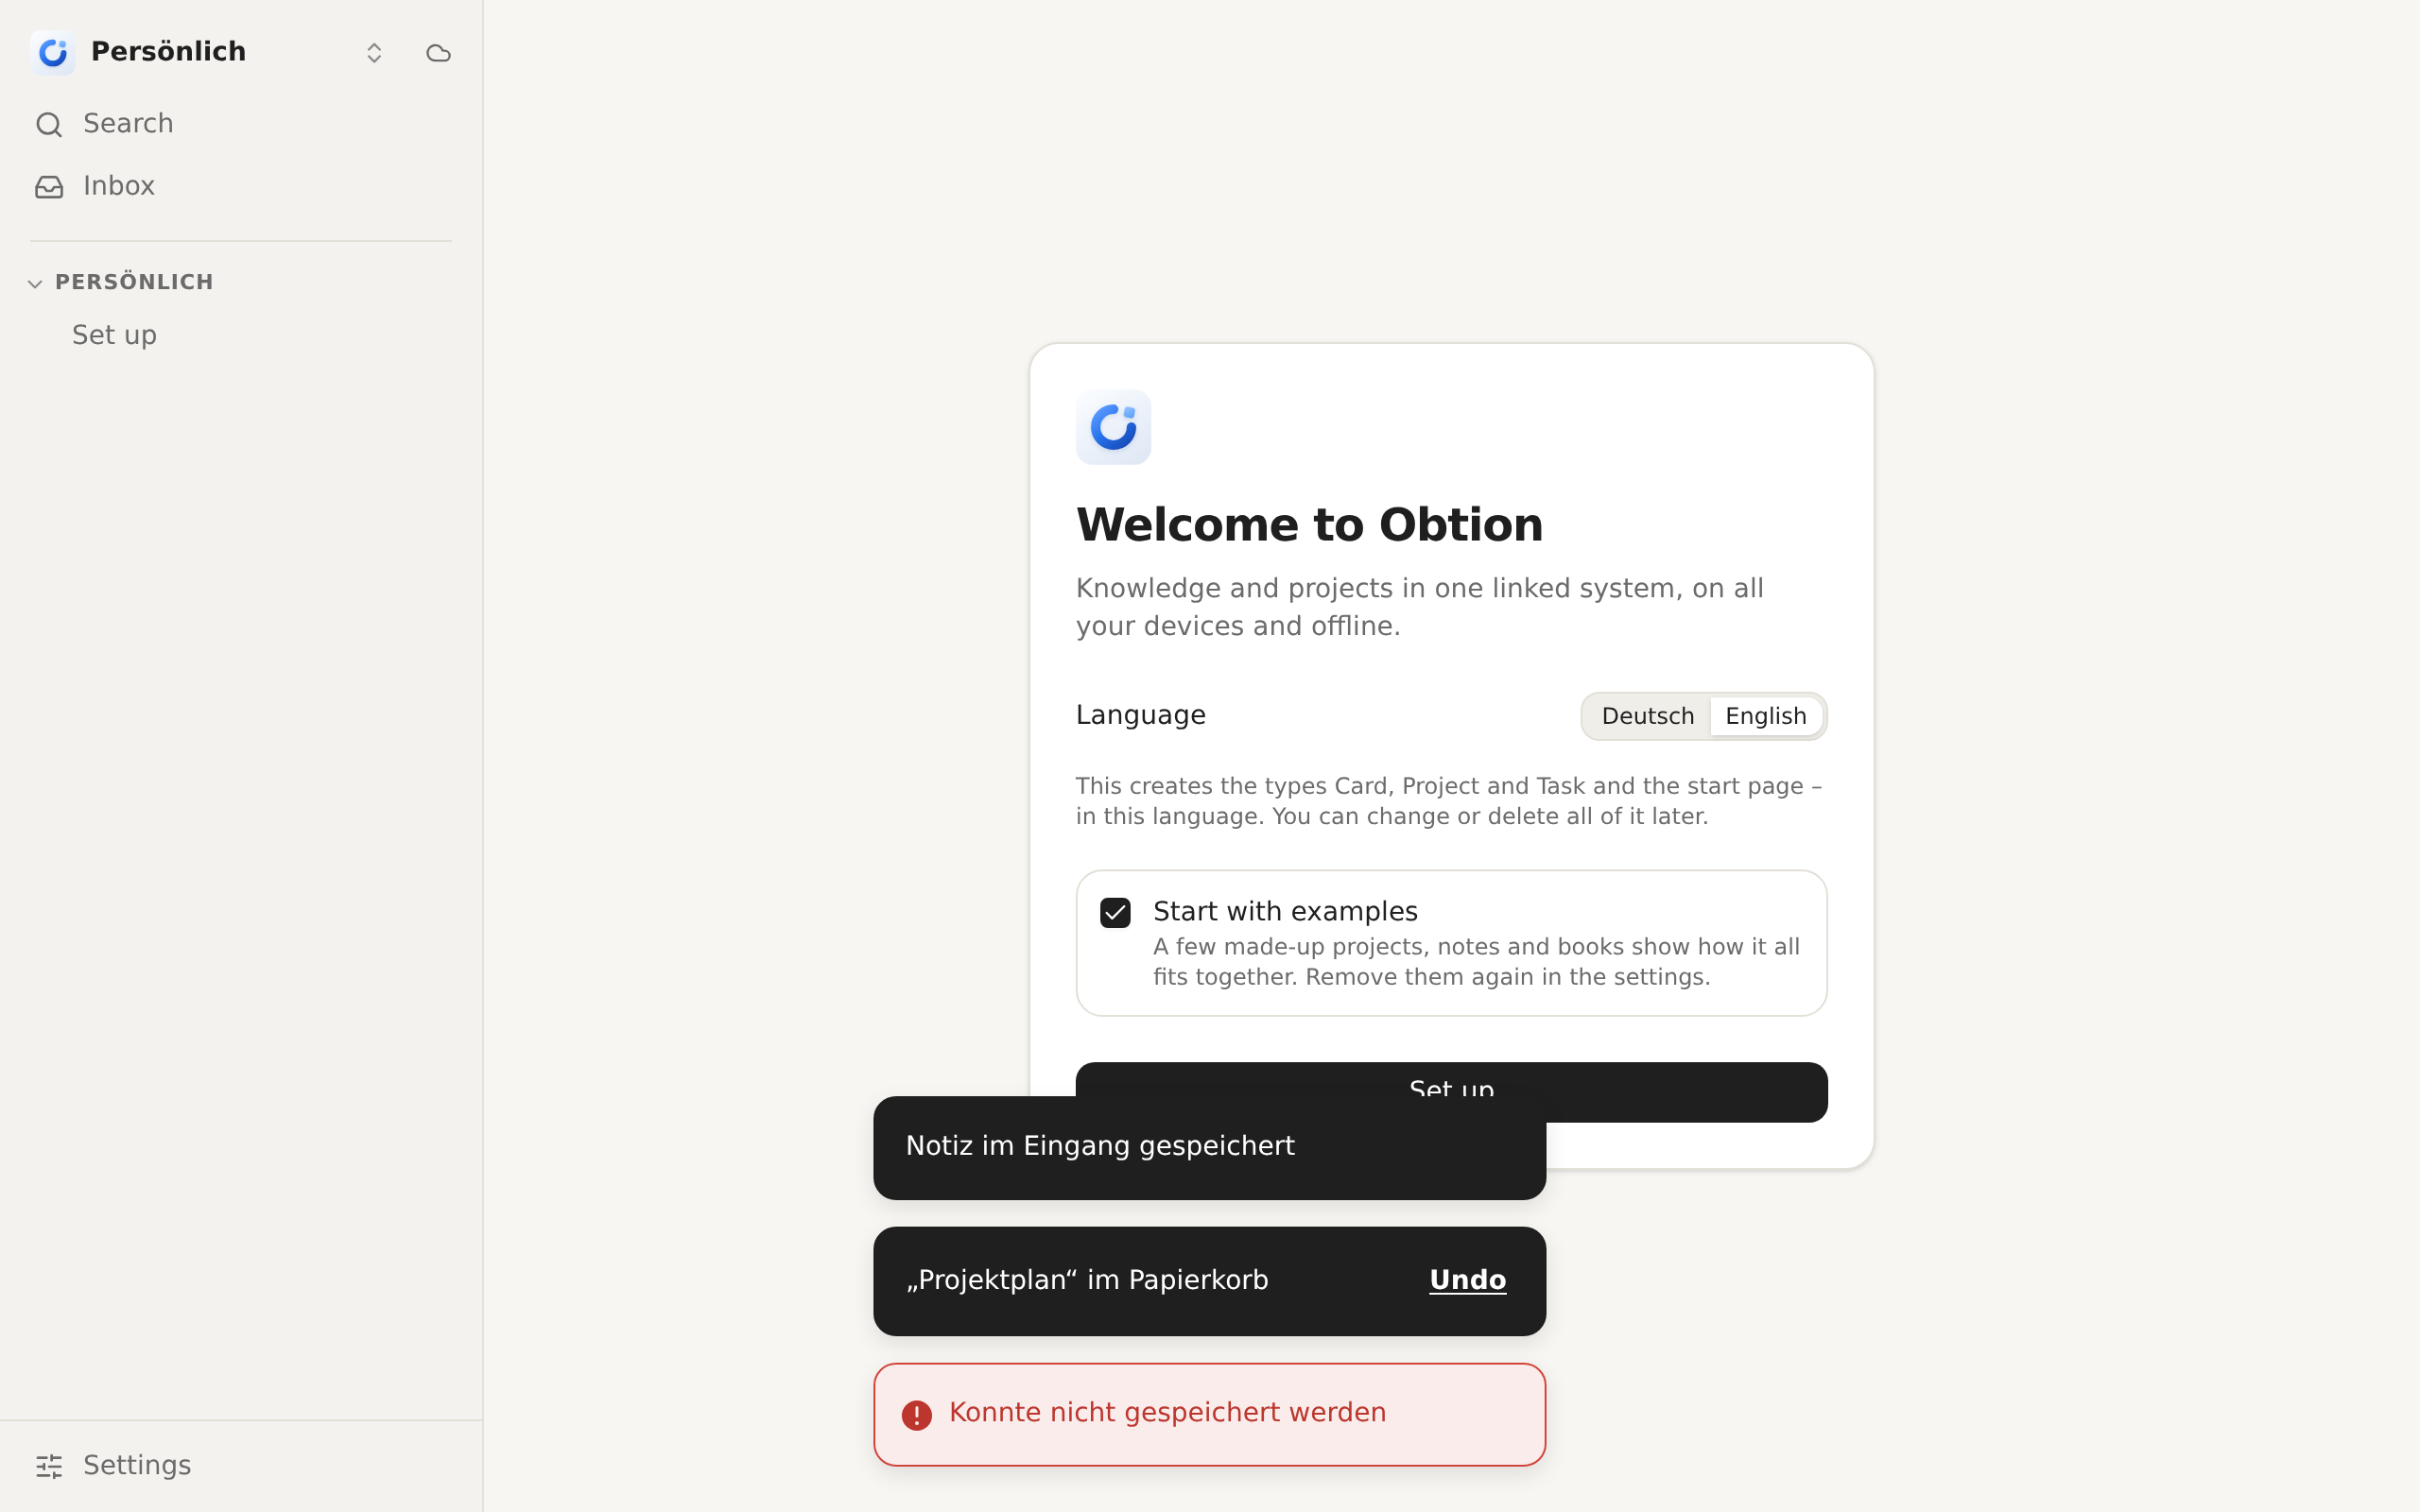 Persönlich
Search
Inbox
PERSÖNLICH
Set up
Welcome to Obtion
Knowledge and projects in one linked system, on all
your devices and offline.
Language
Deutsch English
This creates the types Card, Project and Task and the start page –
in this language. You can change or delete all of it later.
Start with examples
A few made-up projects, notes and books show how it all
fits together. Remove them again in the settings.
Set up
Notiz im Eingang gespeichert
„Projektplan“ im Papierkorb Undo
Konnte nicht gespeichert werden
Settings